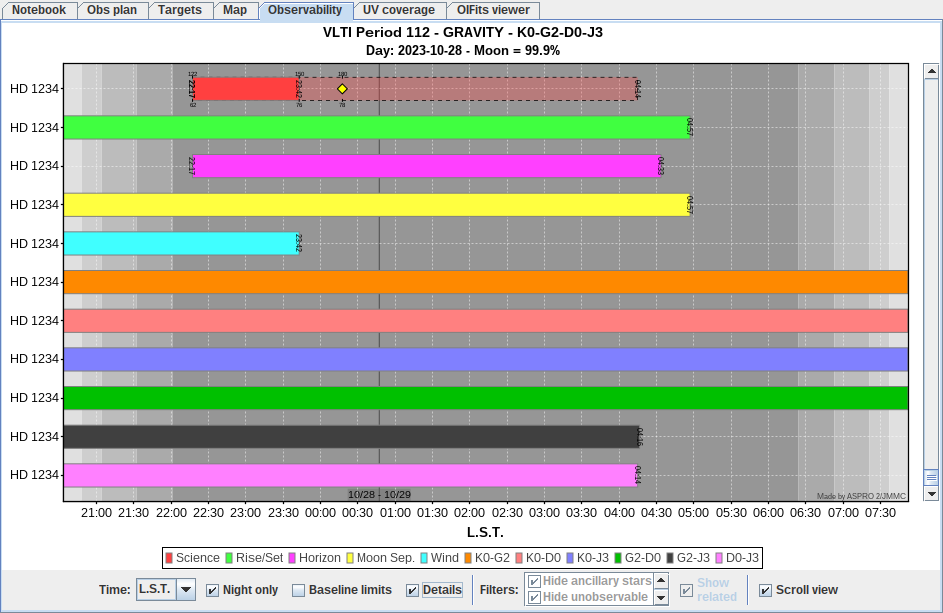 Notebook Obs plan Targets Map Observability UV coverage OIFits viewer
VLTI Period 112 - GRAVITY - K0-G2-D0-J3
Day: 2023-10-28 - Moon = 99.9%
HD 1234 22:17 23:42 04:14
HD 1234 04:57
HD 1234 22:17 04:33
HD 1234 04:57
HD 1234 23:42
HD 1234
HD 1234
HD 1234
HD 1234
HD 1234 04:16
HD 1234 04:14
10/28 - 10/29
Made by ASPRO 2/JMMC
21:00 21:30 22:00 22:30 23:00 23:30 00:00 00:30 01:00 01:30 02:00 02:30 03:00 03:30 04:00 04:30 05:00 05:30 06:00 06:30 07:00 07:30
L.S.T.
Science Rise/Set Horizon Moon Sep. Wind K0-G2 K0-D0 K0-J3 G2-D0 G2-J3 D0-J3
Time: L.S.T. Night only Baseline limits Details Filters: Hide ancillary stars Show related Scroll view
Hide unobservable